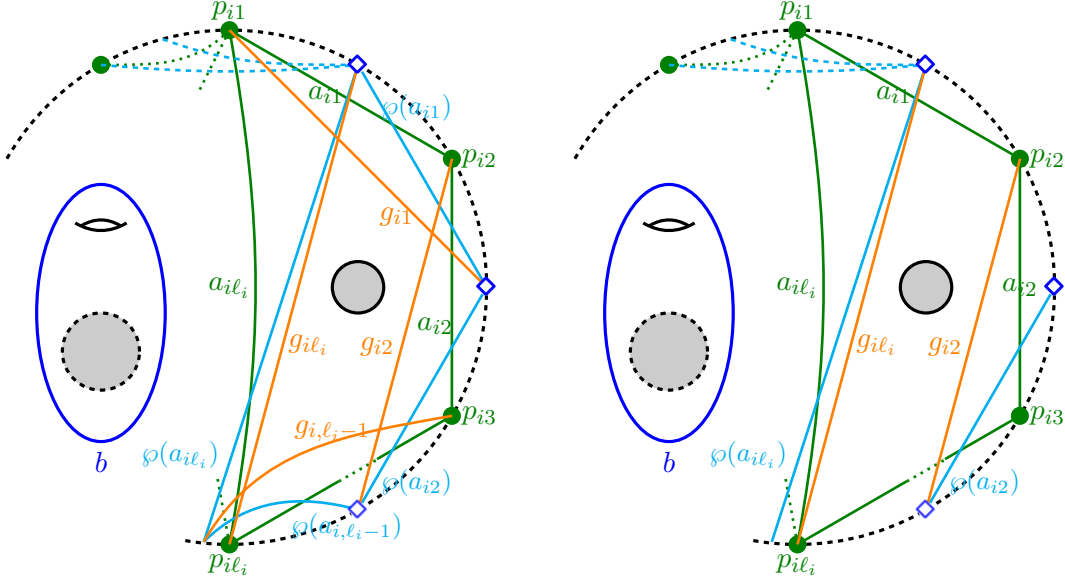 p_{i1}
a_{i1}
℘(a_{i1})
p_{i2}
g_{i1}
a_{iℓ_i}
a_{i2}
g_{iℓ_i}
g_{i2}
p_{i3}
g_{i,ℓ_i−1}
b
℘(a_{iℓ_i})
℘(a_{i2})
℘(a_{i,ℓ_i−1})
p_{iℓ_i}
p_{i1}
a_{i1}
p_{i2}
a_{iℓ_i}
a_{i2}
g_{iℓ_i}
g_{i2}
p_{i3}
b
℘(a_{iℓ_i})
℘(a_{i2})
p_{iℓ_i}